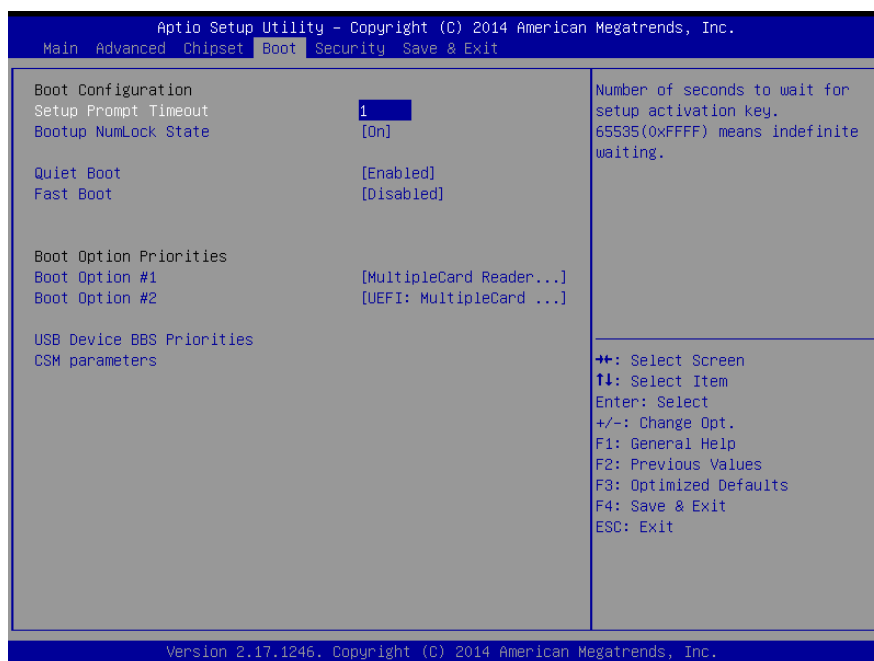 Aptio Setup Utility – Copyright (C) 2014 American Megatrends, Inc.
Main Advanced Chipset Boot Security Save & Exit
Boot Configuration
Setup Prompt Timeout 1
Bootup NumLock State [On]
Quiet Boot [Enabled]
Fast Boot [Disabled]
Boot Option Priorities
Boot Option #1 [MultipleCard Reader...]
Boot Option #2 [UEFI: MultipleCard ...]
USB Device BBS Priorities
CSM parameters
Number of seconds to wait for
setup activation key.
65535(0xFFFF) means indefinite
waiting.
→←: Select Screen
↑↓: Select Item
Enter: Select
+/-: Change Opt.
F1: General Help
F2: Previous Values
F3: Optimized Defaults
F4: Save & Exit
ESC: Exit
Version 2.17.1246. Copyright (C) 2014 American Megatrends, Inc.